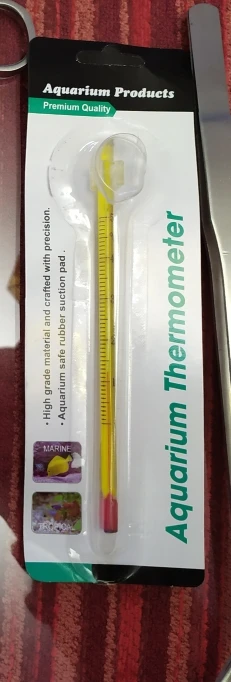 Aquarium Products
Premium Quality
• High grade material and crafted with precision.
• Aquarium safe rubber suction pad .
Aquarium Thermometer
MARINE
TROPICAL